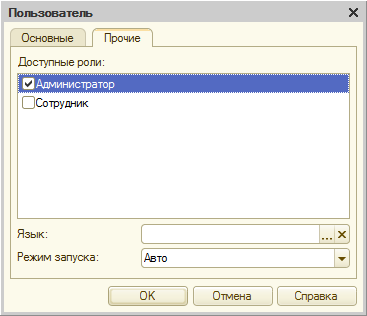 Пользователь
Основные Прочие
Доступные роли:
Администратор
Сотрудник
Язык: ...
Режим запуска: Авто
OK Отмена Справка